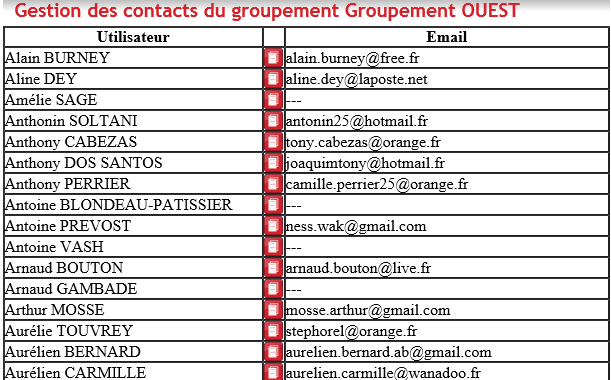 Gestion des contacts du groupement Groupement OUEST
Utilisateur Email
Alain BURNEY alain.burney@free.fr
Aline DEY aline.dey@laposte.net
Amélie SAGE ---
Anthonin SOLTANI antonin25@hotmail.fr
Anthony CABEZAS tony.cabezas@orange.fr
Anthony DOS SANTOS joaquimtony@hotmail.fr
Anthony PERRIER camille.perrier25@orange.fr
Antoine BLONDEAU-PATISSIER ---
Antoine PREVOST ness.wak@gmail.com
Antoine VASH ---
Arnaud BOUTON arnaud.bouton@live.fr
Arnaud GAMBADE ---
Arthur MOSSE mosse.arthur@gmail.com
Aurélie TOUVREY stephorel@orange.fr
Aurélien BERNARD aurelien.bernard.ab@gmail.com
Aurélien CARMILLE aurelien.carmille@wanadoo.fr